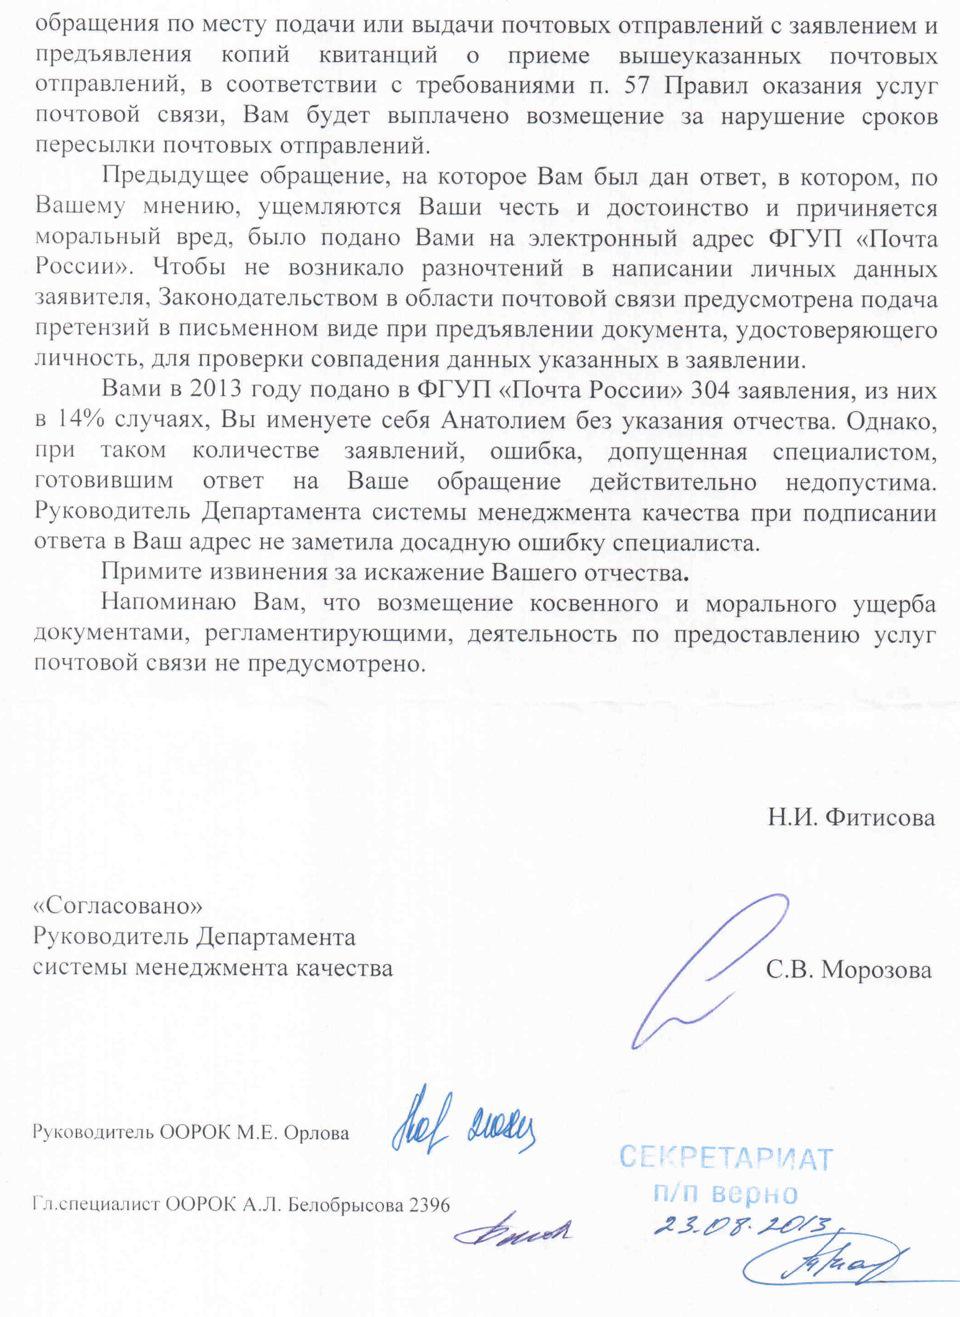 обращения по месту подачи или выдачи почтовых отправлений с заявлением и
предъявления копий квитанций о приеме вышеуказанных почтовых
отправлений, в соответствии с требованиями п. 57 Правил оказания услуг
почтовой связи, Вам будет выплачено возмещение за нарушение сроков
пересылки почтовых отправлений.
Предыдущее обращение, на которое Вам был дан ответ, в котором, по
Вашему мнению, ущемляются Ваши честь и достоинство и причиняется
моральный вред, было подано Вами на электронный адрес ФГУП «Почта
России». Чтобы не возникало разночтений в написании личных данных
заявителя, Законодательством в области почтовой связи предусмотрена подача
претензий в письменном виде при предъявлении документа, удостоверяющего
личность, для проверки совпадения данных указанных в заявлении.
Вами в 2013 году подано в ФГУП «Почта России» 304 заявления, из них
в 14% случаях, Вы именуете себя Анатолием без указания отчества. Однако,
при таком количестве заявлений, ошибка, допущенная специалистом,
готовившим ответ на Ваше обращение действительно недопустима.
Руководитель Департамента системы менеджмента качества при подписании
ответа в Ваш адрес не заметила досадную ошибку специалиста.
Примите извинения за искажение Вашего отчества.
Напоминаю Вам, что возмещение косвенного и морального ущерба
документами, регламентирующими, деятельность по предоставлению услуг
почтовой связи не предусмотрено.
Н.И. Фитисова
«Согласовано»
Руководитель Департамента
системы менеджмента качества
С.В. Морозова
Руководитель ООРОК М.Е. Орлова
СЕКРЕТАРИАТ
п/п верно
Гл.специалист ООРОК А.Л. Белобрысова 2396
23.08.2013